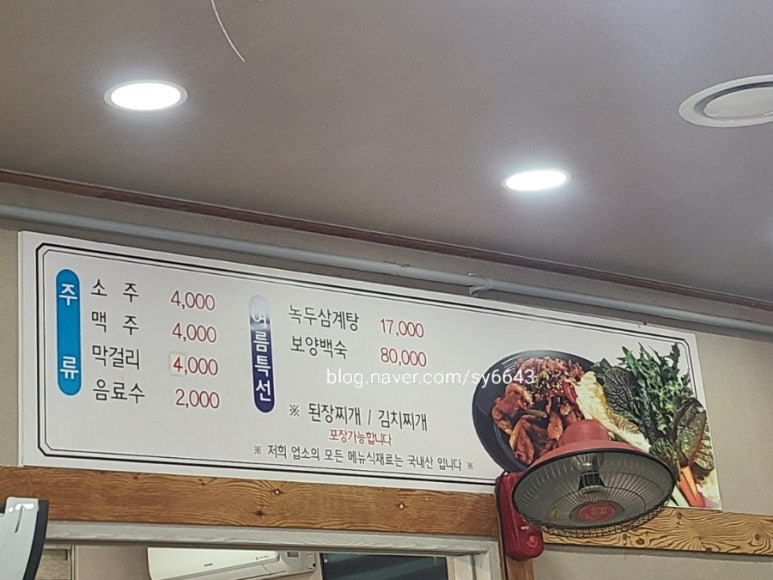 주류
소 주 4,000
맥 주 4,000
막걸리 4,000
음료수 2,000
여름특선
녹두삼계탕 17,000
보양백숙 80,000
blog.naver.com/sy6643
※ 된장찌개 / 김치찌개
포장가능합니다
※ 저희 업소의 모든 메뉴식재료는 국내산 입니다 ※